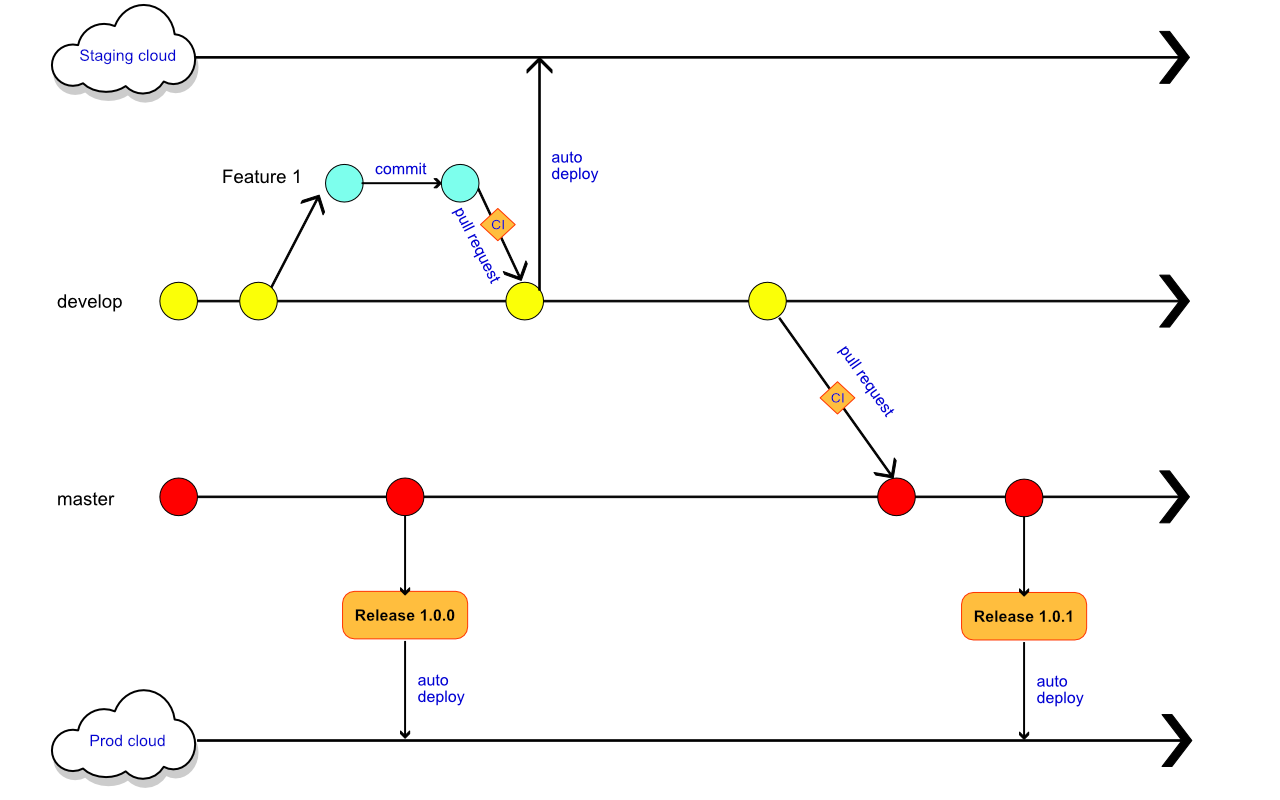 Staging cloud
auto
deploy
Feature 1
commit
CI
pull request
develop
pull request
CI
master
Release 1.0.0
Release 1.0.1
auto
deploy
auto
deploy
Prod cloud